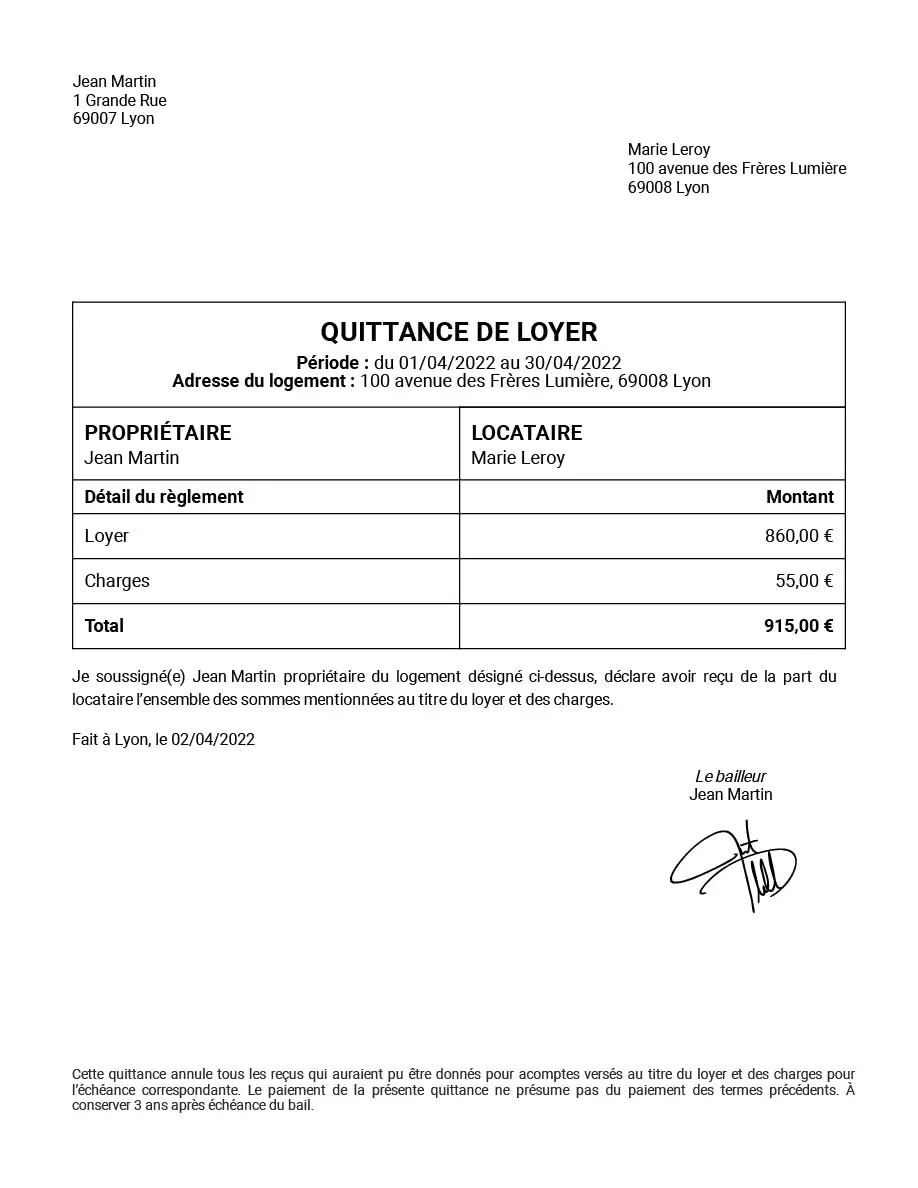 Jean Martin
1 Grande Rue
69007 Lyon
Marie Leroy
100 avenue des Frères Lumière
69008 Lyon
QUITTANCE DE LOYER
Période : du 01/04/2022 au 30/04/2022
Adresse du logement : 100 avenue des Frères Lumière, 69008 Lyon
PROPRIÉTAIRE LOCATAIRE
Jean Martin Marie Leroy
Détail du règlement Montant
Loyer 860,00 €
Charges 55,00 €
Total 915,00 €
Je soussigné(e) Jean Martin propriétaire du logement désigné ci-dessus, déclare avoir reçu de la part du
locataire l’ensemble des sommes mentionnées au titre du loyer et des charges.
Fait à Lyon, le 02/04/2022
Le bailleur
Jean Martin
Cette quittance annule tous les reçus qui auraient pu être donnés pour acomptes versés au titre du loyer et des charges pour
l’échéance correspondante. Le paiement de la présente quittance ne présume pas du paiement des termes précédents. À
conserver 3 ans après échéance du bail.